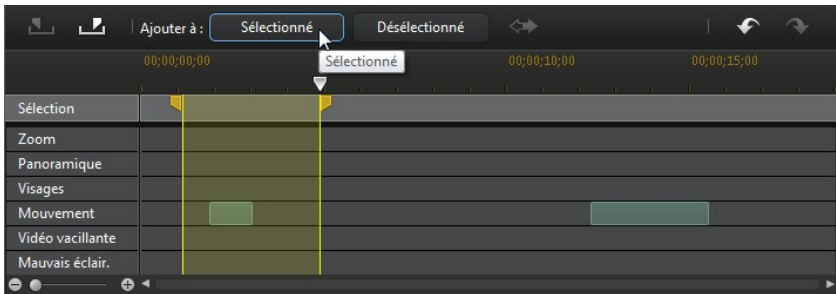 Ajouter à : Sélectionné Désélectionné
00;00;00;00 Sélectionné 00;00;10;00 00;00;15;00
Sélection
Zoom
Panoramique
Visages
Mouvement
Vidéo vacillante
Mauvais éclair.